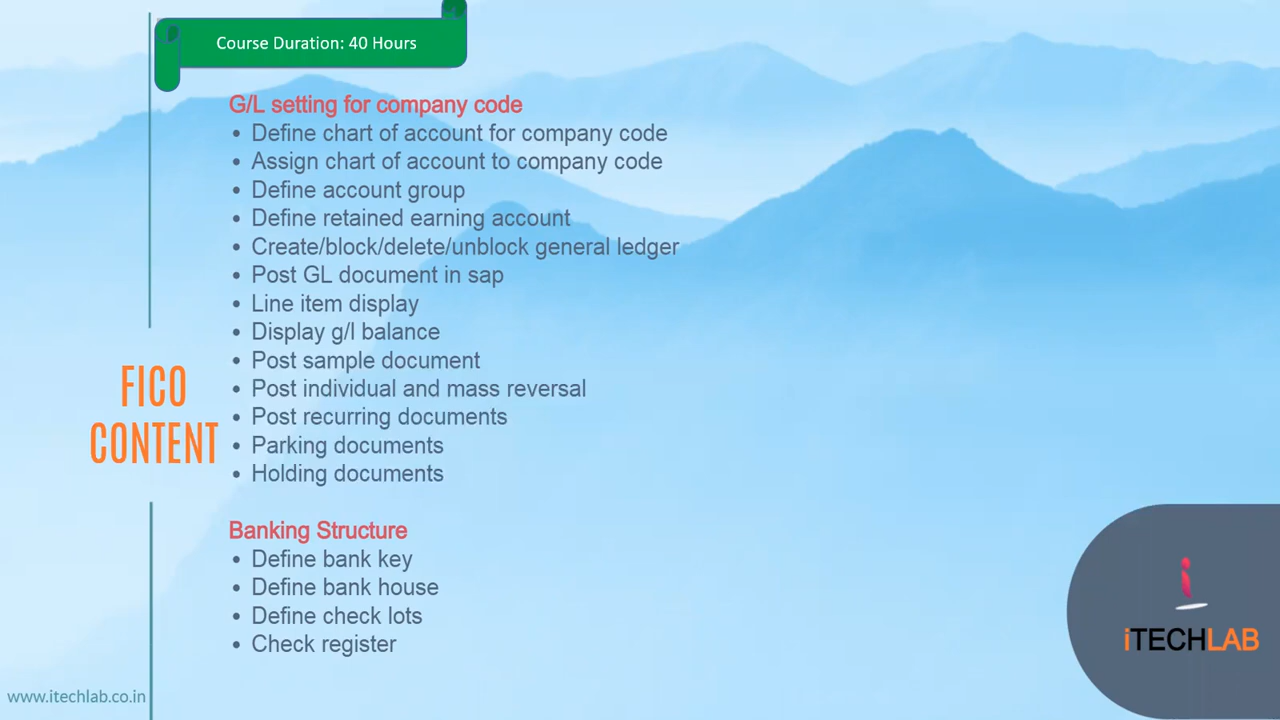 Course Duration: 40 Hours
G/L setting for company code
• Define chart of account for company code
• Assign chart of account to company code
• Define account group
• Define retained earning account
• Create/block/delete/unblock general ledger
• Post GL document in sap
• Line item display
• Display g/l balance
• Post sample document
• Post individual and mass reversal
• Post recurring documents
• Parking documents
• Holding documents
FICO
CONTENT
Banking Structure
• Define bank key
• Define bank house
• Define check lots
• Check register
i
iTECHLAB
www.itechlab.co.in